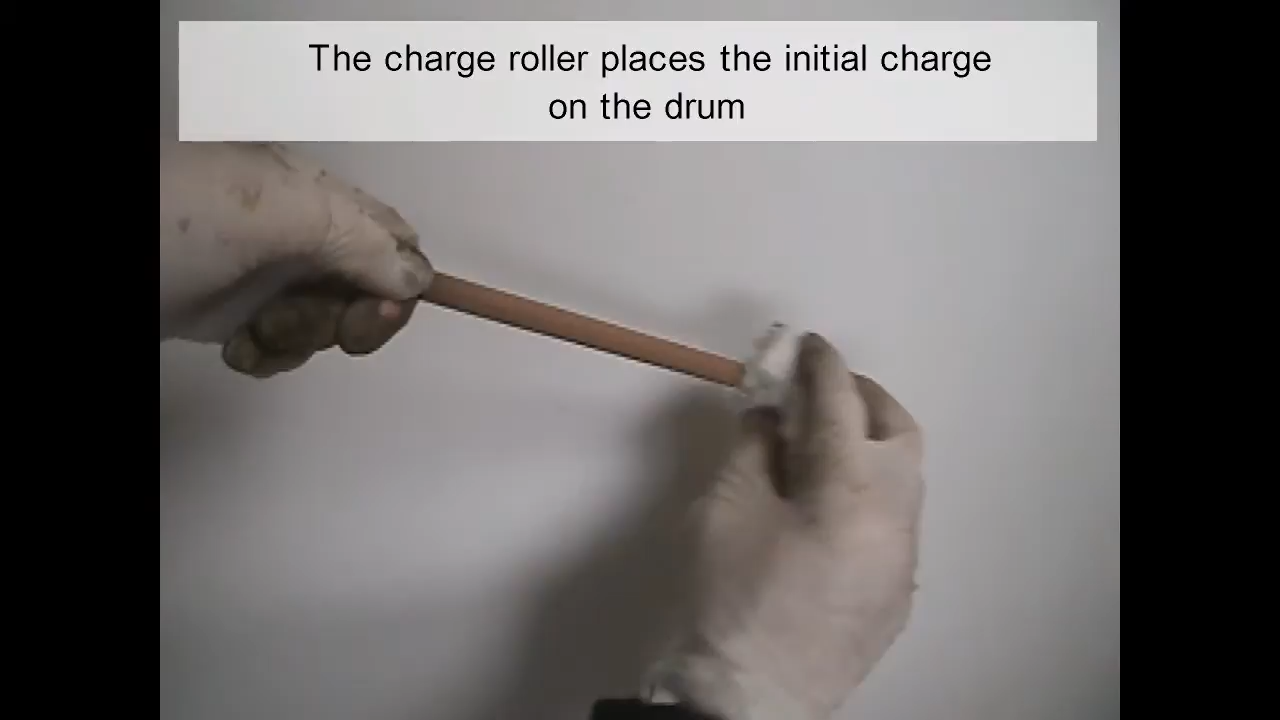 The charge roller places the initial charge
on the drum